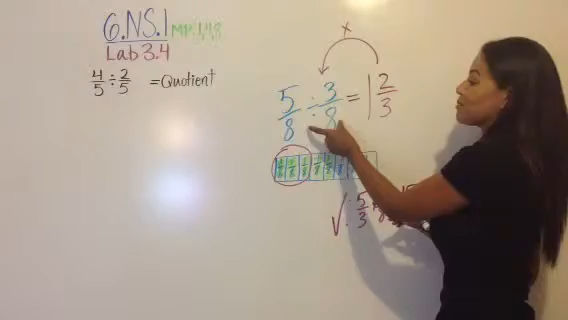 6.NS.1 MP.1,4,8
Lab 3.4
4/5 ÷ 2/5 = Quotient
x
5/8 ÷ 3/8 = 1 2/3
√: 5/3